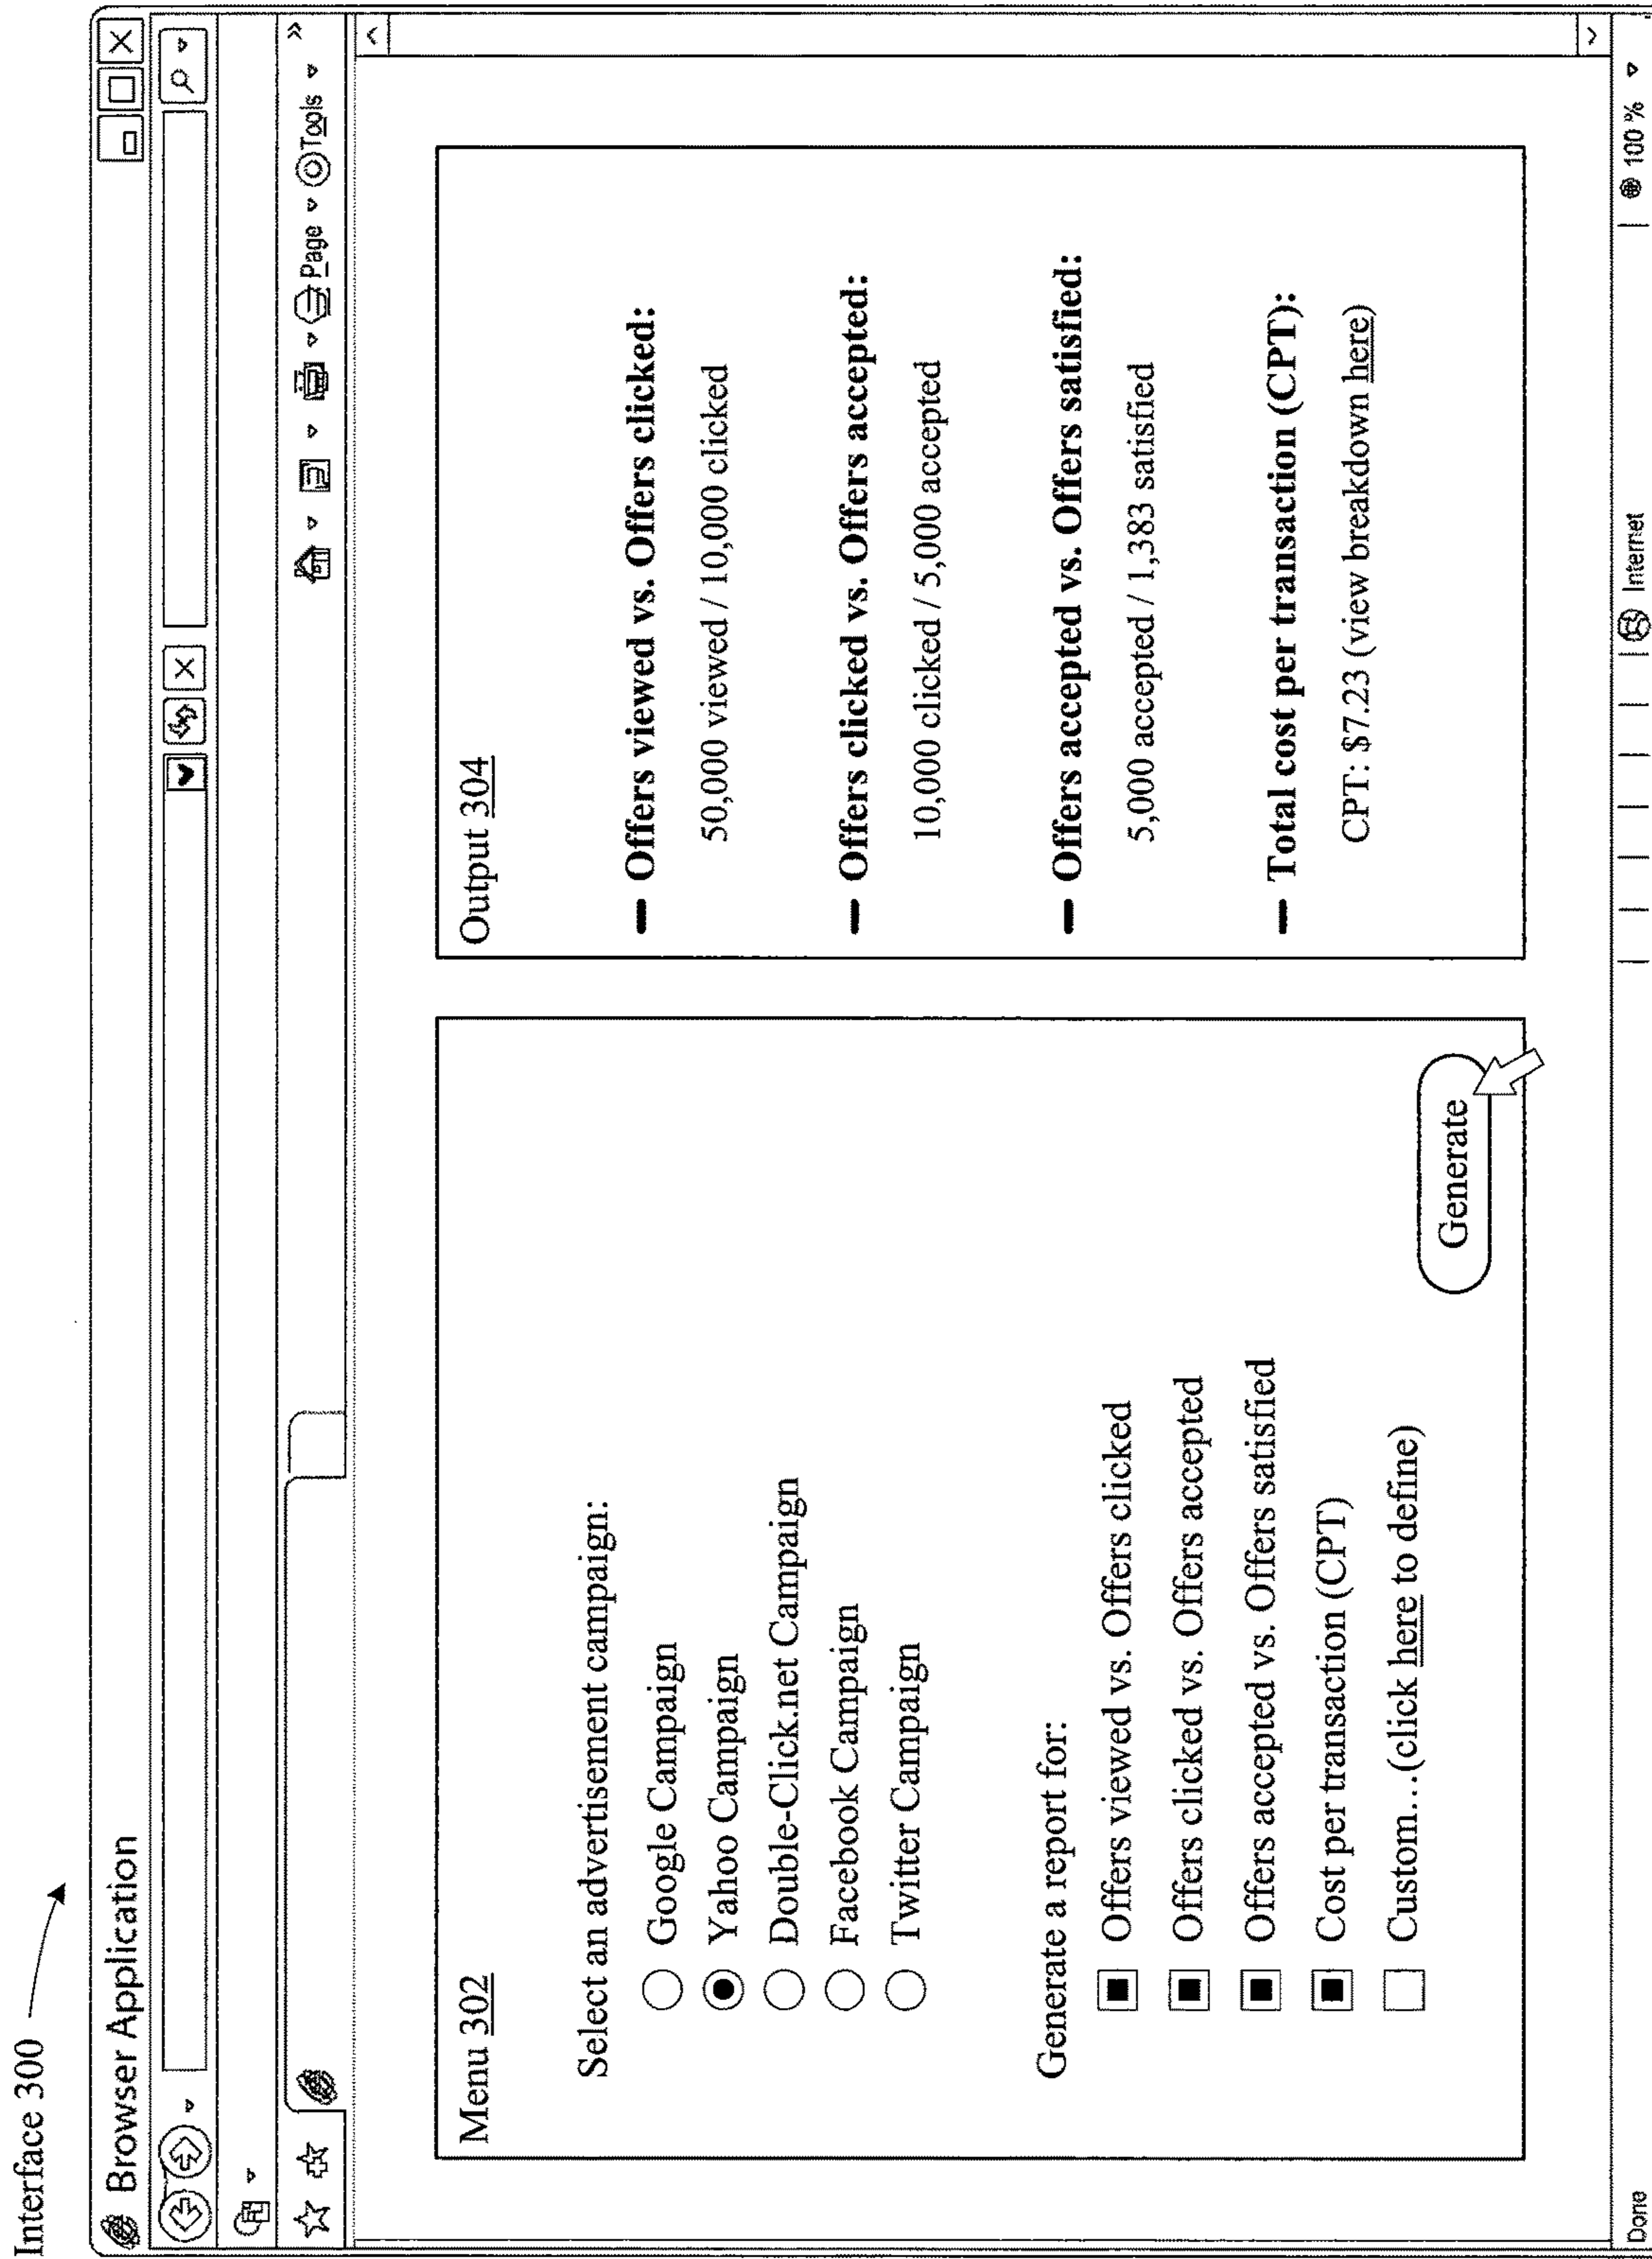 Interface 300
Browser Application
Page
Tools
»
Menu 302
Select an advertisement campaign:
Google Campaign
Yahoo Campaign
Double-Click.net Campaign
Facebook Campaign
Twitter Campaign
Generate a report for:
Offers viewed vs. Offers clicked
Offers clicked vs. Offers accepted
Offers accepted vs. Offers satisfied
Cost per transaction (CPT)
Custom…(click here to define)
Generate
Output 304
– Offers viewed vs. Offers clicked:
50,000 viewed / 10,000 clicked
– Offers clicked vs. Offers accepted:
10,000 clicked / 5,000 accepted
– Offers accepted vs. Offers satisfied:
5,000 accepted / 1,383 satisfied
– Total cost per transaction (CPT):
CPT: $7.23 (view breakdown here)
Done
Internet
100 %